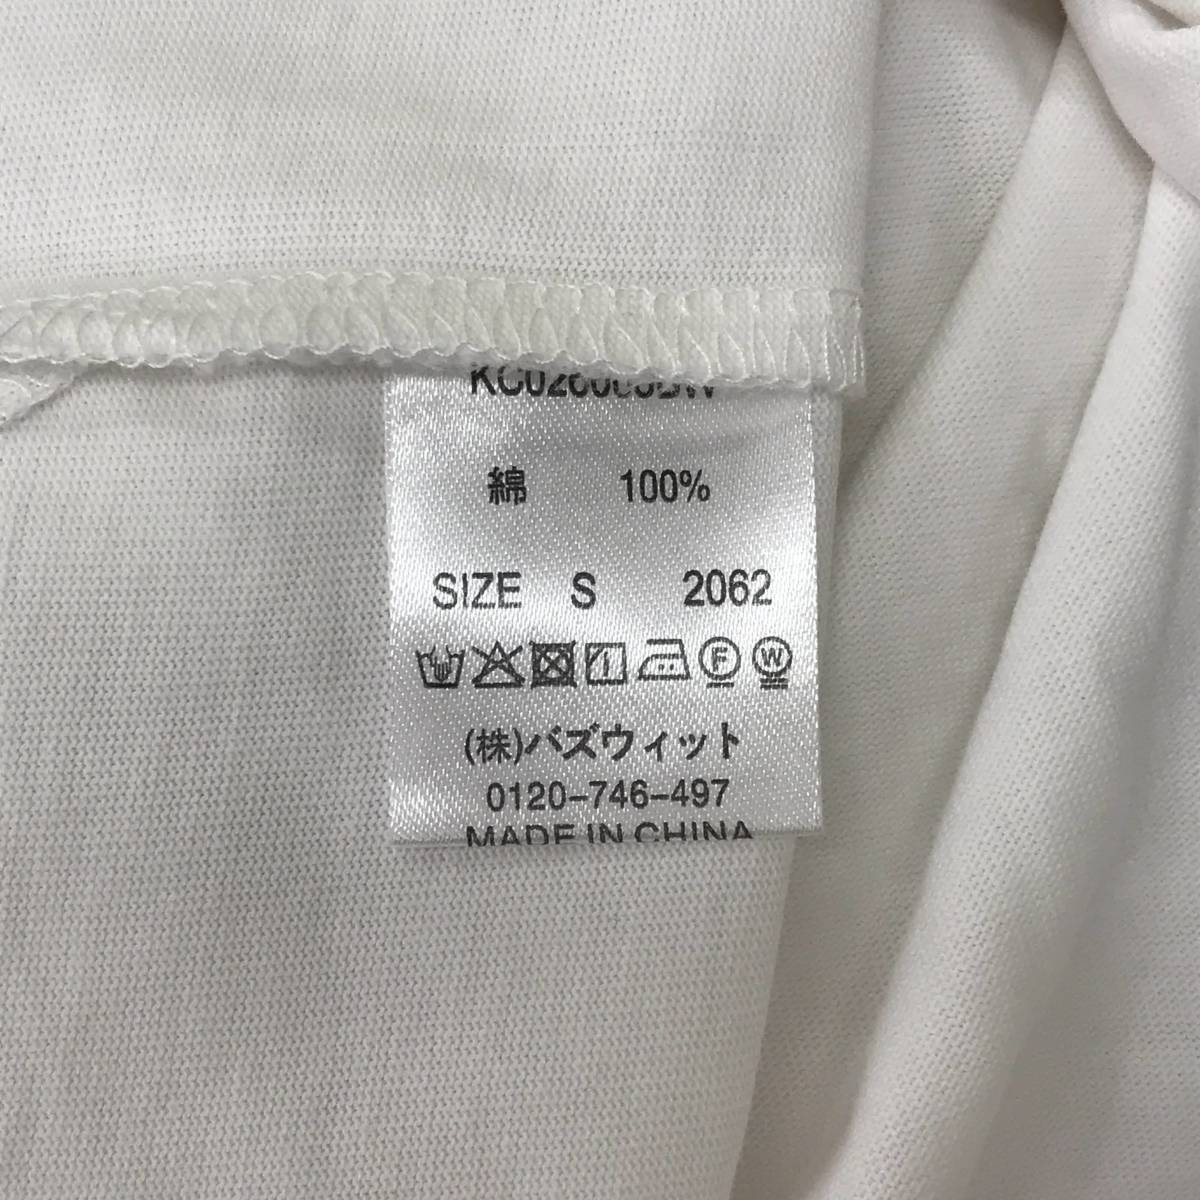 綿 100%
SIZE S 2062
F W
(株)バズウィット
0120-746-497
MADE IN CHINA